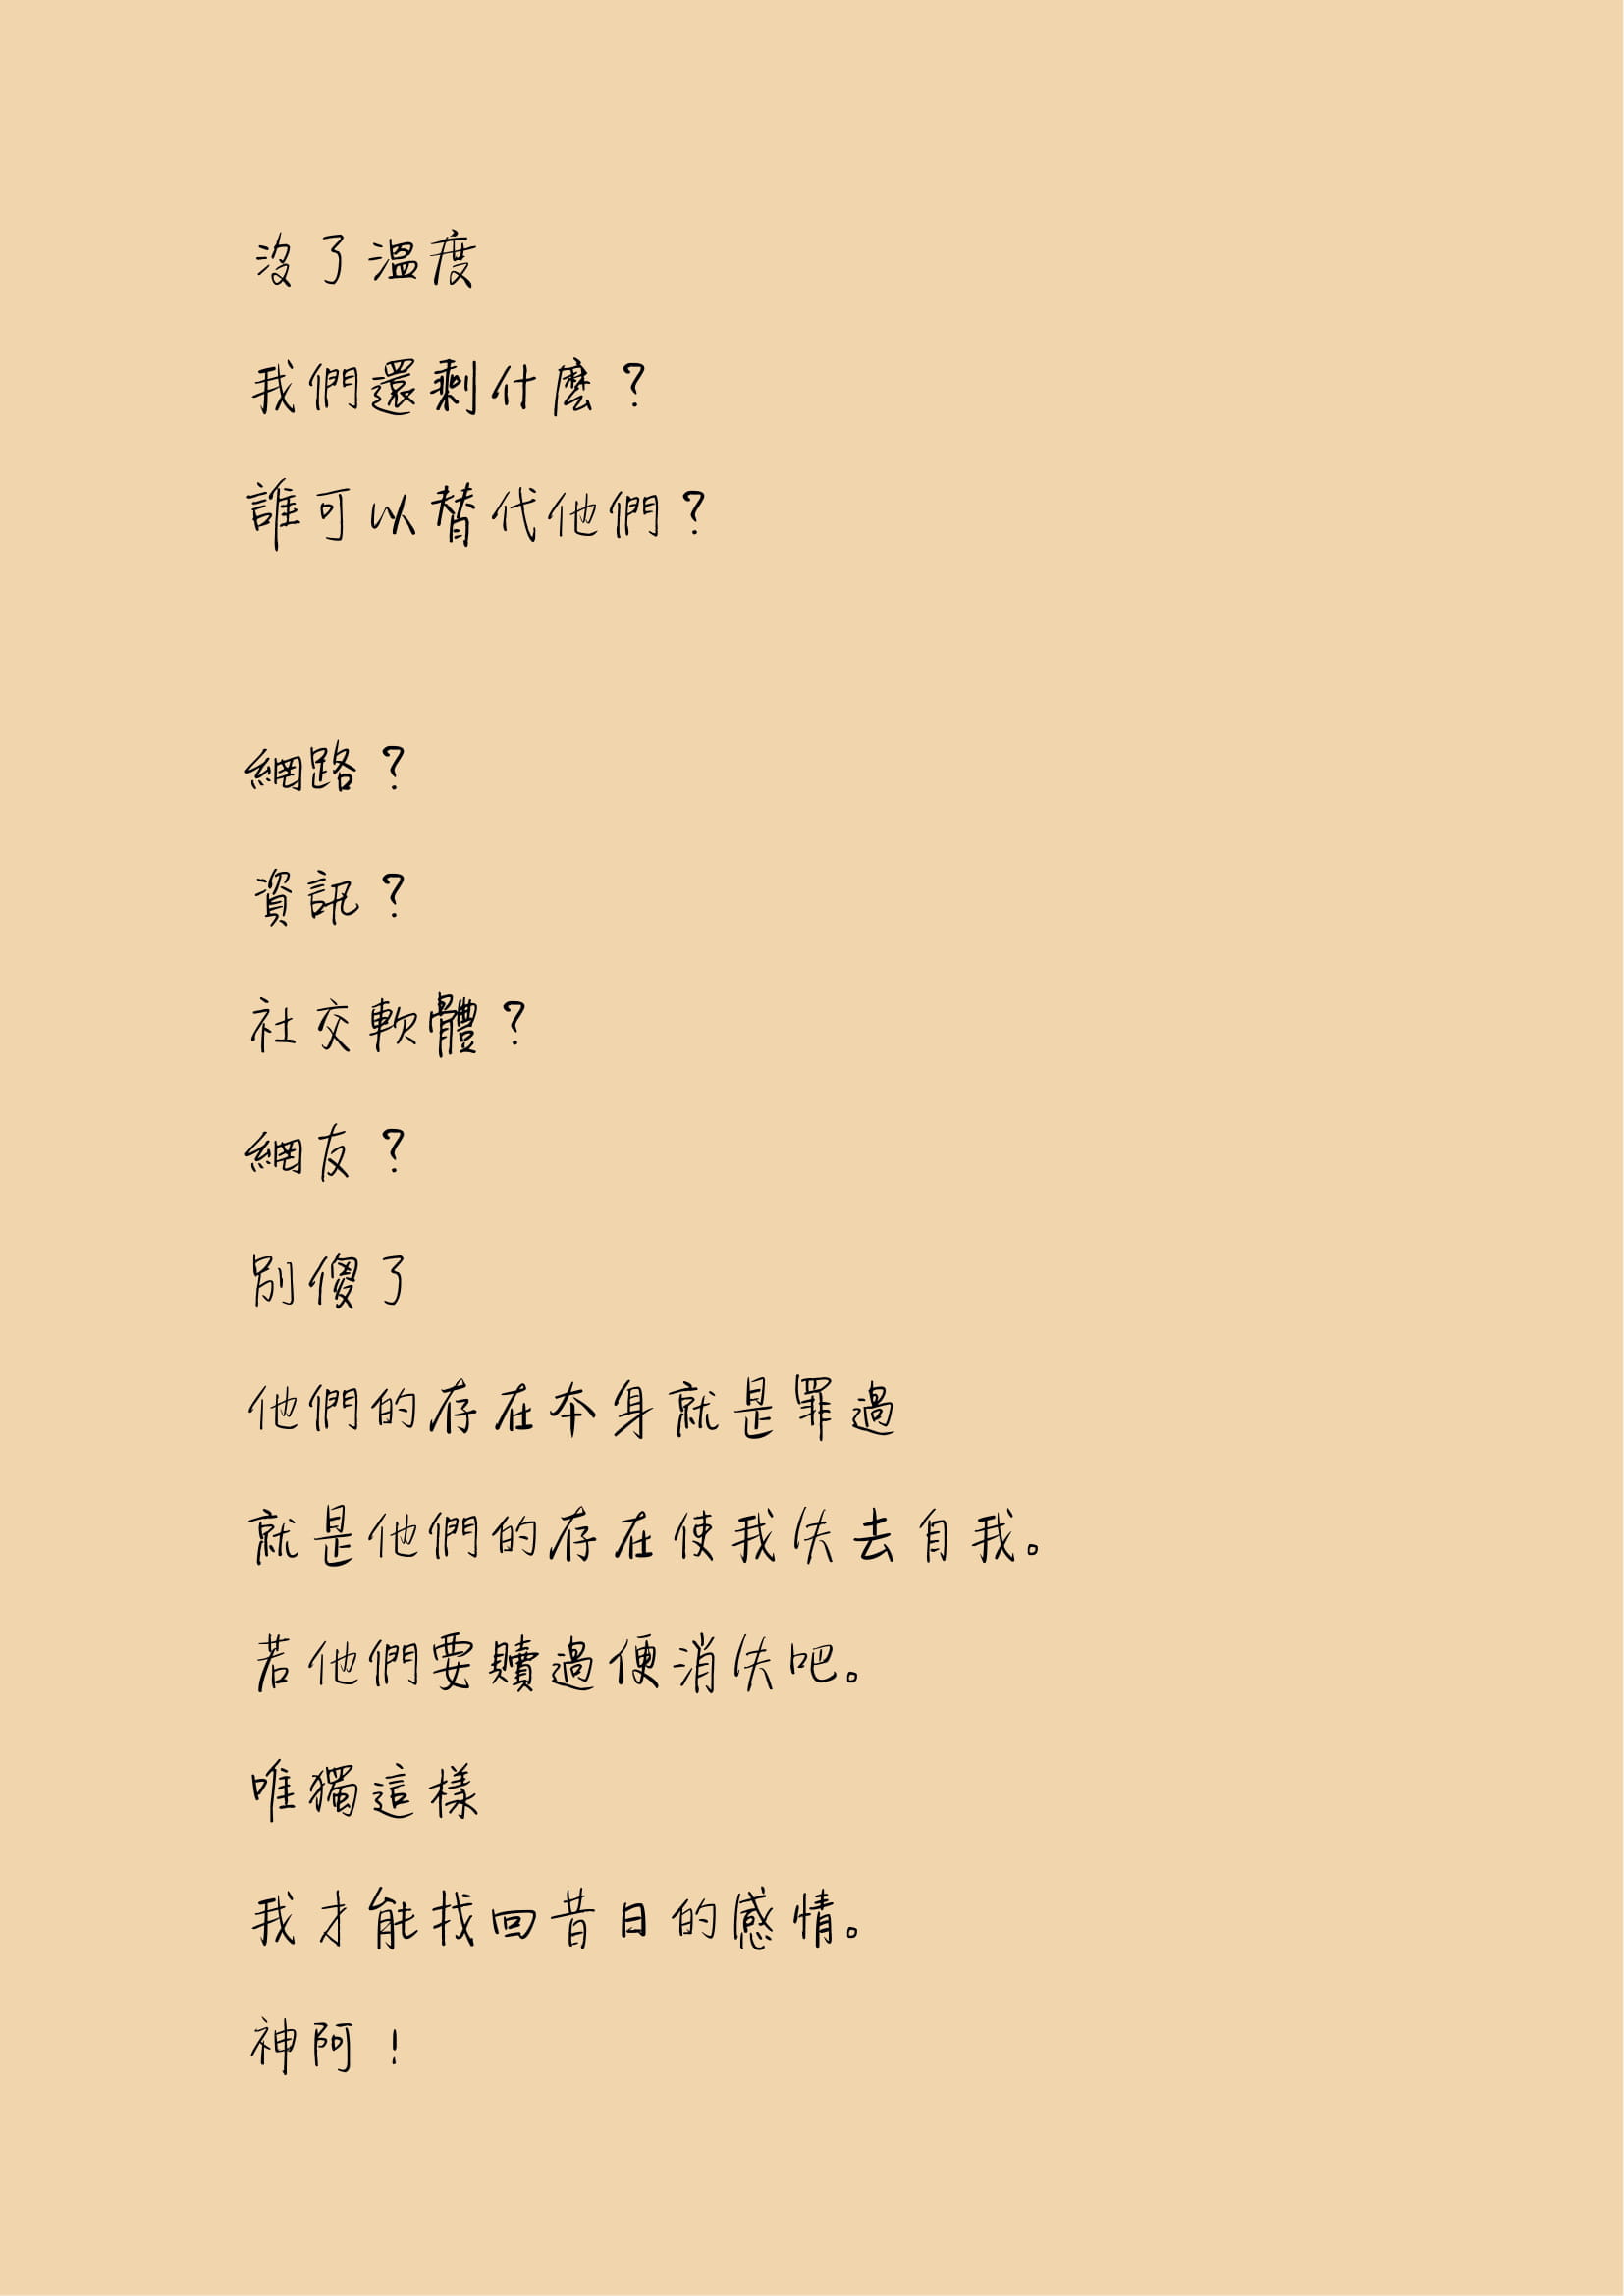 沒了溫度
我們還剩什麼？
誰可以替代他們？
網路？
資訊？
社交軟體？
網友？
別傻了
他們的存在本身就是罪過
就是他們的存在使我失去自我。
若他們要贖過便消失吧。
唯獨這樣
我才能找回昔日的感情。
神阿！